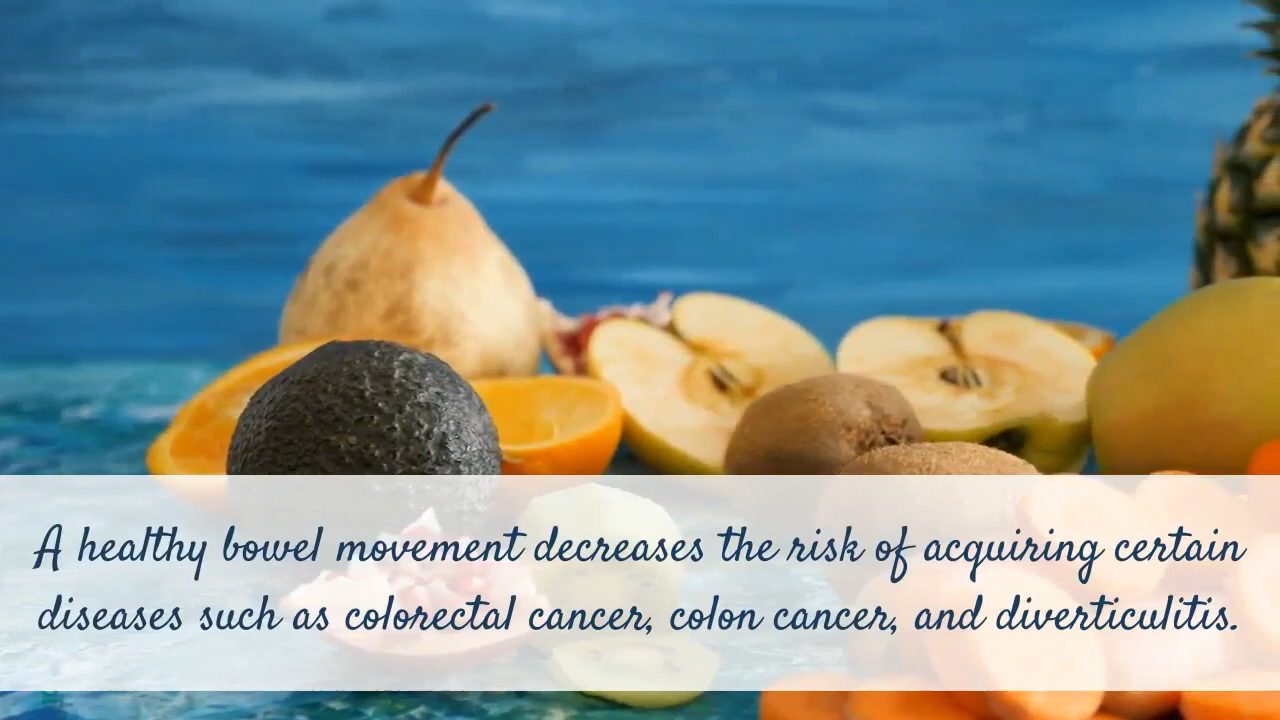 A healthy bowel movement decreases the risk of acquiring certain
diseases such as colorectal cancer, colon cancer, and diverticulitis.